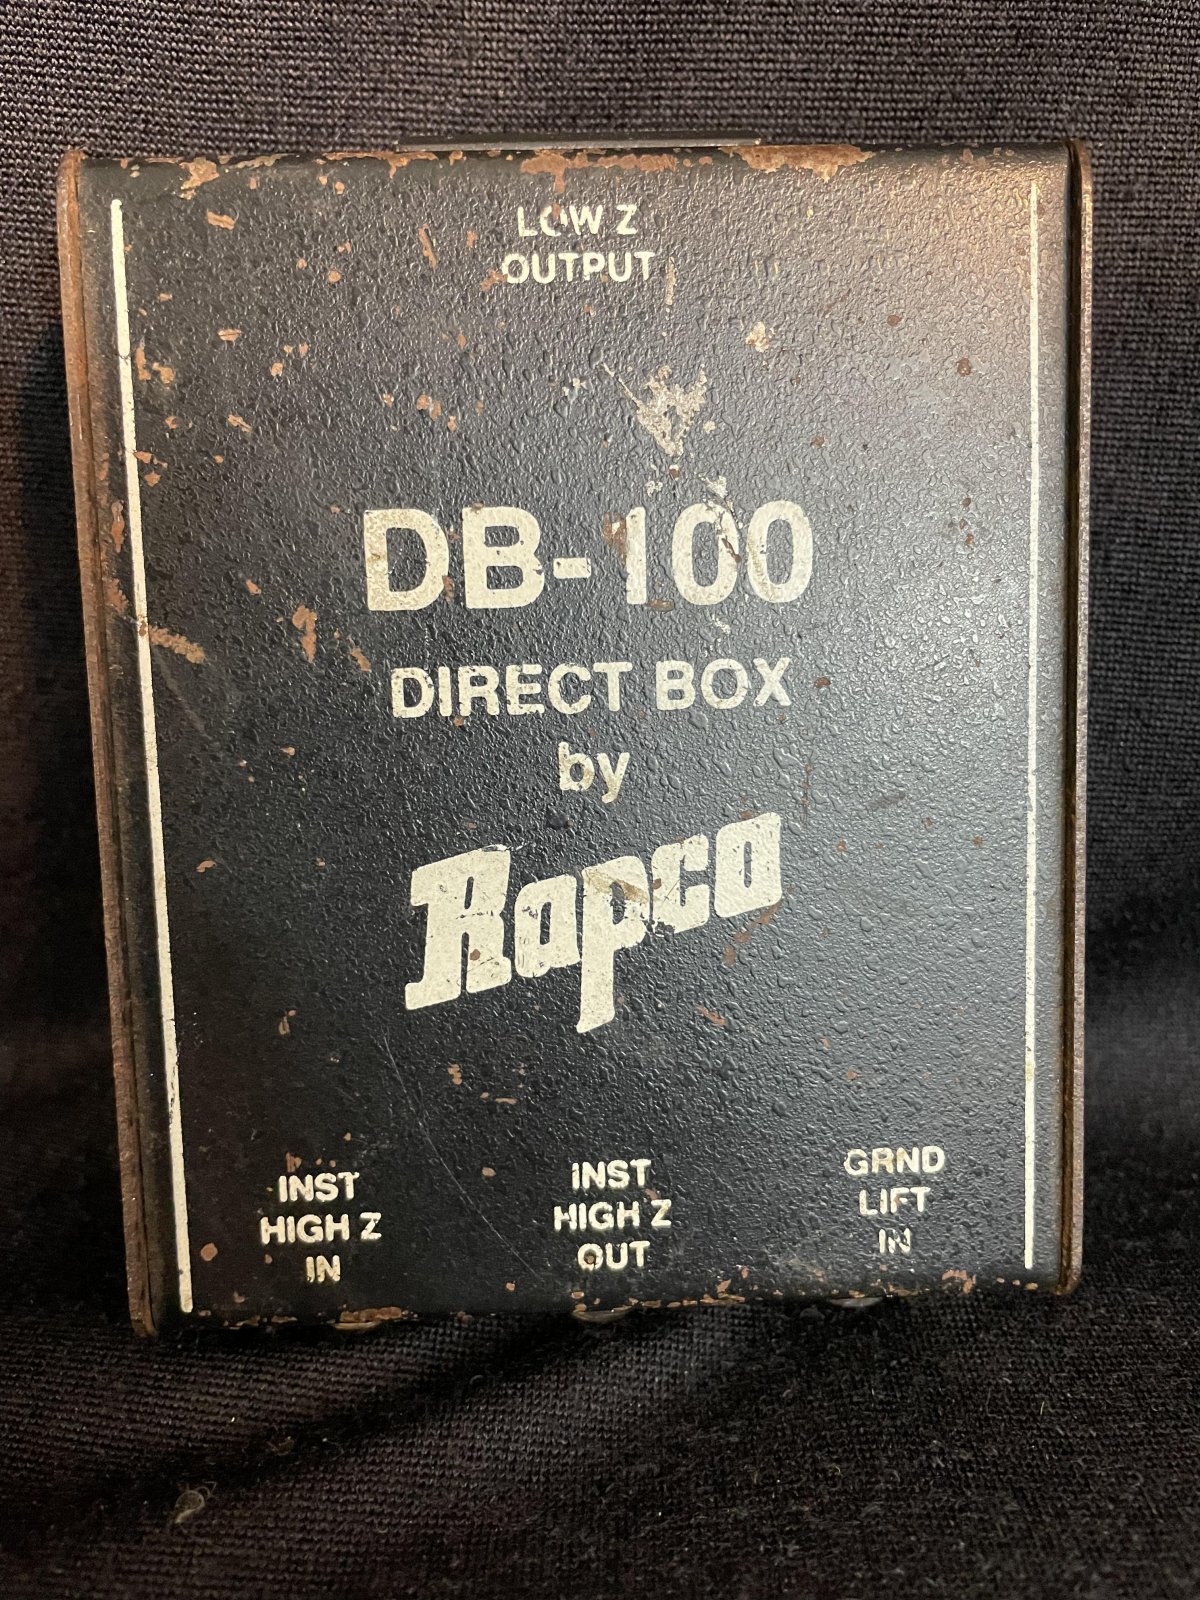 LOW Z
OUTPUT
DB-100
DIRECT BOX
by
Rapco
INST
HIGH Z
IN
INST
HIGH Z
OUT
GRND
LIFT
IN